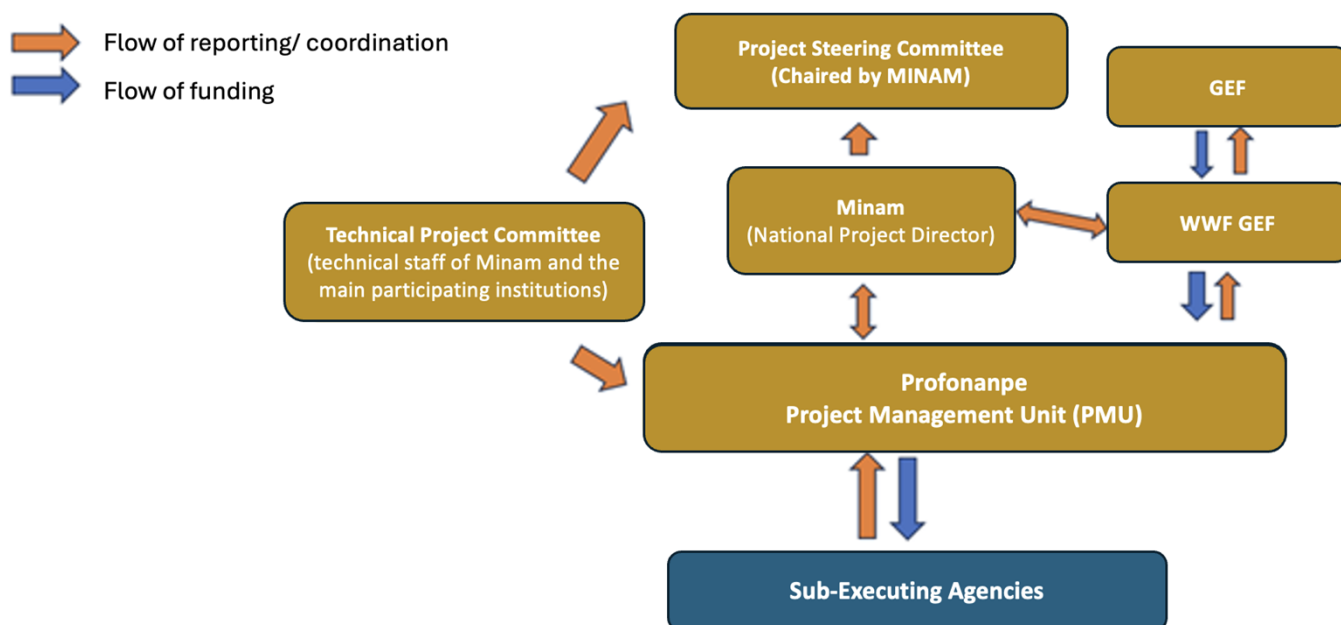 Flow of reporting/ coordination
Flow of funding
Project Steering Committee
(Chaired by MINAM)
GEF
Minam
(National Project Director)
WWF GEF
Technical Project Committee
(technical staff of Minam and the
main participating institutions)
Profonanpe
Project Management Unit (PMU)
Sub-Executing Agencies